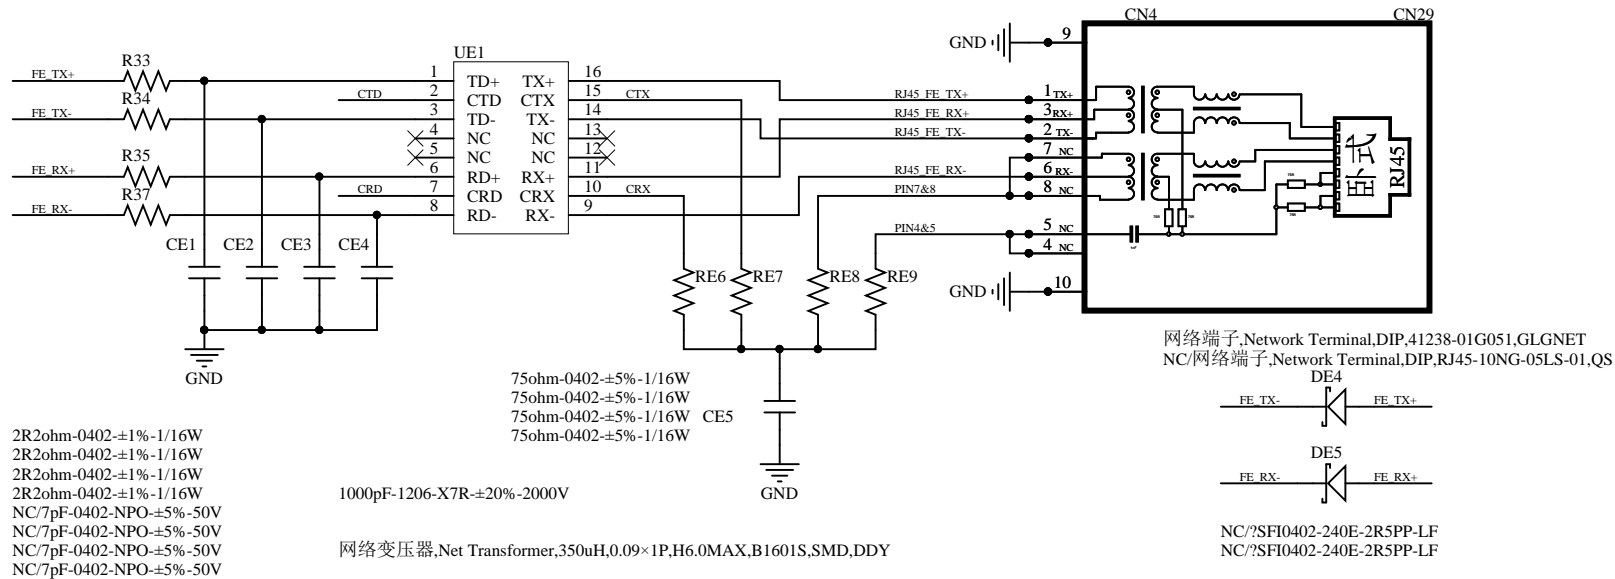 CN4
CN29
GND
9
R33
FE_TX+
UE1
1
TD+
TX+
16
R34
CTD
2
CTD
CTX
15
CTX
RJ45_FE_TX+
1
TX+
FE_TX-
3
TD-
TX-
14
RJ45_FE_RX+
3
RX+
4
NC
NC
13
RJ45_FE_TX-
2
TX-
R35
5
NC
NC
12
7
NC
FE_RX+
6
RD+
RX+
11
RJ45_FE_RX-
6
RX-
RJ45
R37
CRD
7
CRD
CRX
10
CRX
PIN7&8
8
NC
FE_RX-
8
RD-
RX-
9
PIN4&5
5
NC
4
NC
CE1
CE2
CE3
CE4
RE6
RE7
RE8
RE9
GND
10
GND
网络端子,Network Terminal,DIP,41238-01G051,GLGNET
NC/网络端子,Network Terminal,DIP,RJ45-10NG-05LS-01,QS
75ohm-0402-±5%-1/16W
75ohm-0402-±5%-1/16W
75ohm-0402-±5%-1/16W
75ohm-0402-±5%-1/16W
CE5
GND
DE4
FE_TX-
FE_TX+
DE5
FE_RX-
FE_RX+
NC/?SFI0402-240E-2R5PP-LF
NC/?SFI0402-240E-2R5PP-LF
2R2ohm-0402-±1%-1/16W
2R2ohm-0402-±1%-1/16W
2R2ohm-0402-±1%-1/16W
2R2ohm-0402-±1%-1/16W
NC/7pF-0402-NPO-±5%-50V
NC/7pF-0402-NPO-±5%-50V
NC/7pF-0402-NPO-±5%-50V
NC/7pF-0402-NPO-±5%-50V
1000pF-1206-X7R-±20%-2000V
网络变压器,Net Transformer,350uH,0.09×1P,H6.0MAX,B1601S,SMD,DDY